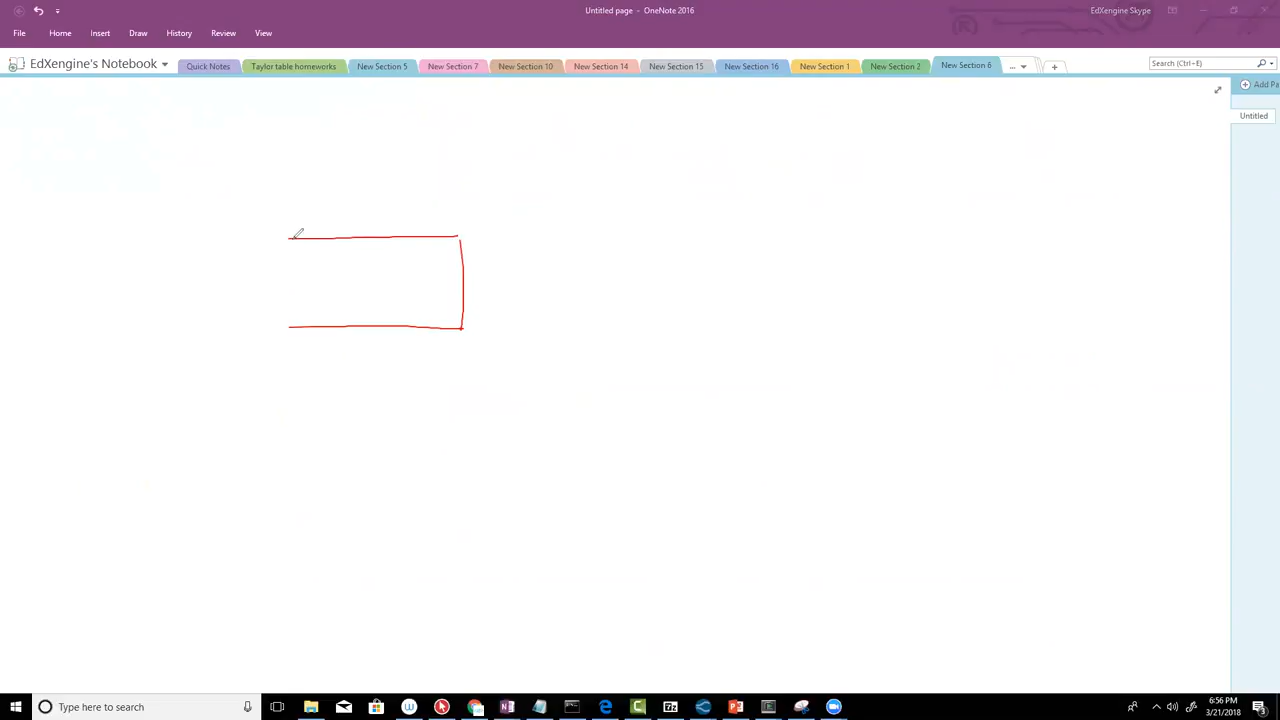 Untitled page - OneNote 2016
EdXengine Skype
File Home Insert Draw History Review View
EdXengine's Notebook
Quick Notes Taylor table homeworks New Section 5 New Section 7 New Section 10 New Section 14 New Section 15 New Section 16 New Section 1 New Section 2 New Section 6 ...
Search (Ctrl+E)
Add Pa
Untitled
Type here to search
6:56 PM
3/21/2018